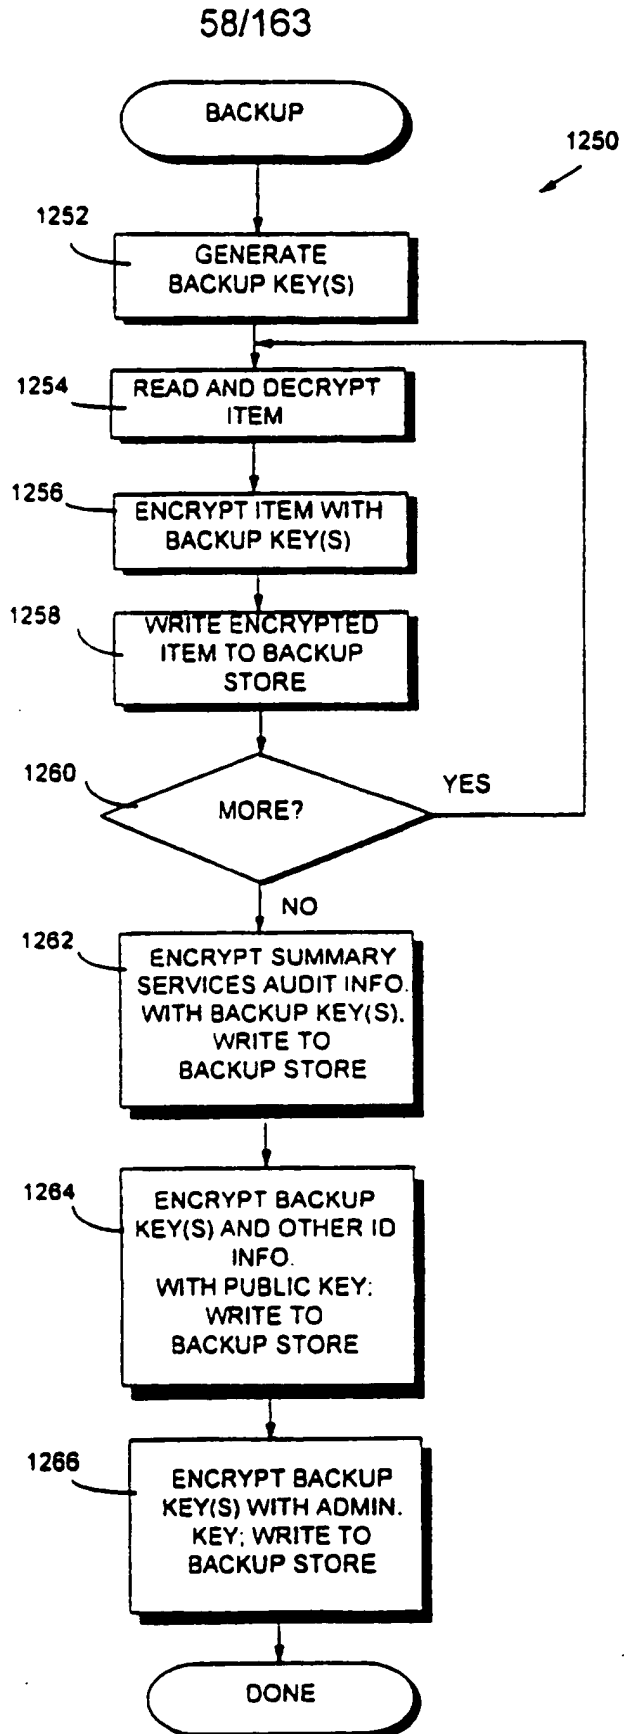 58/163
BACKUP
1250
1252
GENERATE
BACKUP KEY(S)
1254
READ AND DECRYPT
ITEM
1256
ENCRYPT ITEM WITH
BACKUP KEY(S)
1258
WRITE ENCRYPTED
ITEM TO BACKUP
STORE
1260
MORE?
YES
NO
1262
ENCRYPT SUMMARY
SERVICES AUDIT INFO.
WITH BACKUP KEY(S).
WRITE TO
BACKUP STORE
1264
ENCRYPT BACKUP
KEY(S) AND OTHER ID
INFO.
WITH PUBLIC KEY;
WRITE TO
BACKUP STORE
1266
ENCRYPT BACKUP
KEY(S) WITH ADMIN.
KEY; WRITE TO
BACKUP STORE
DONE